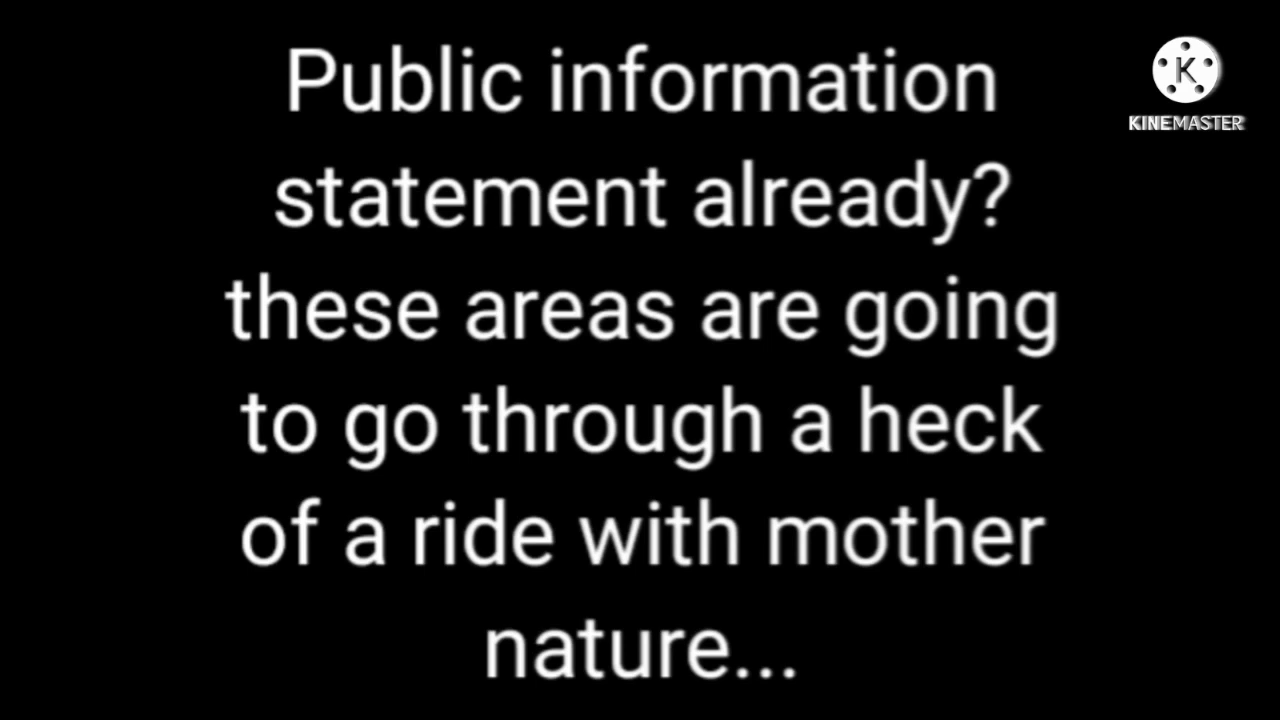 Public information
statement already?
these areas are going
to go through a heck
of a ride with mother
nature...
K
KINEMASTER